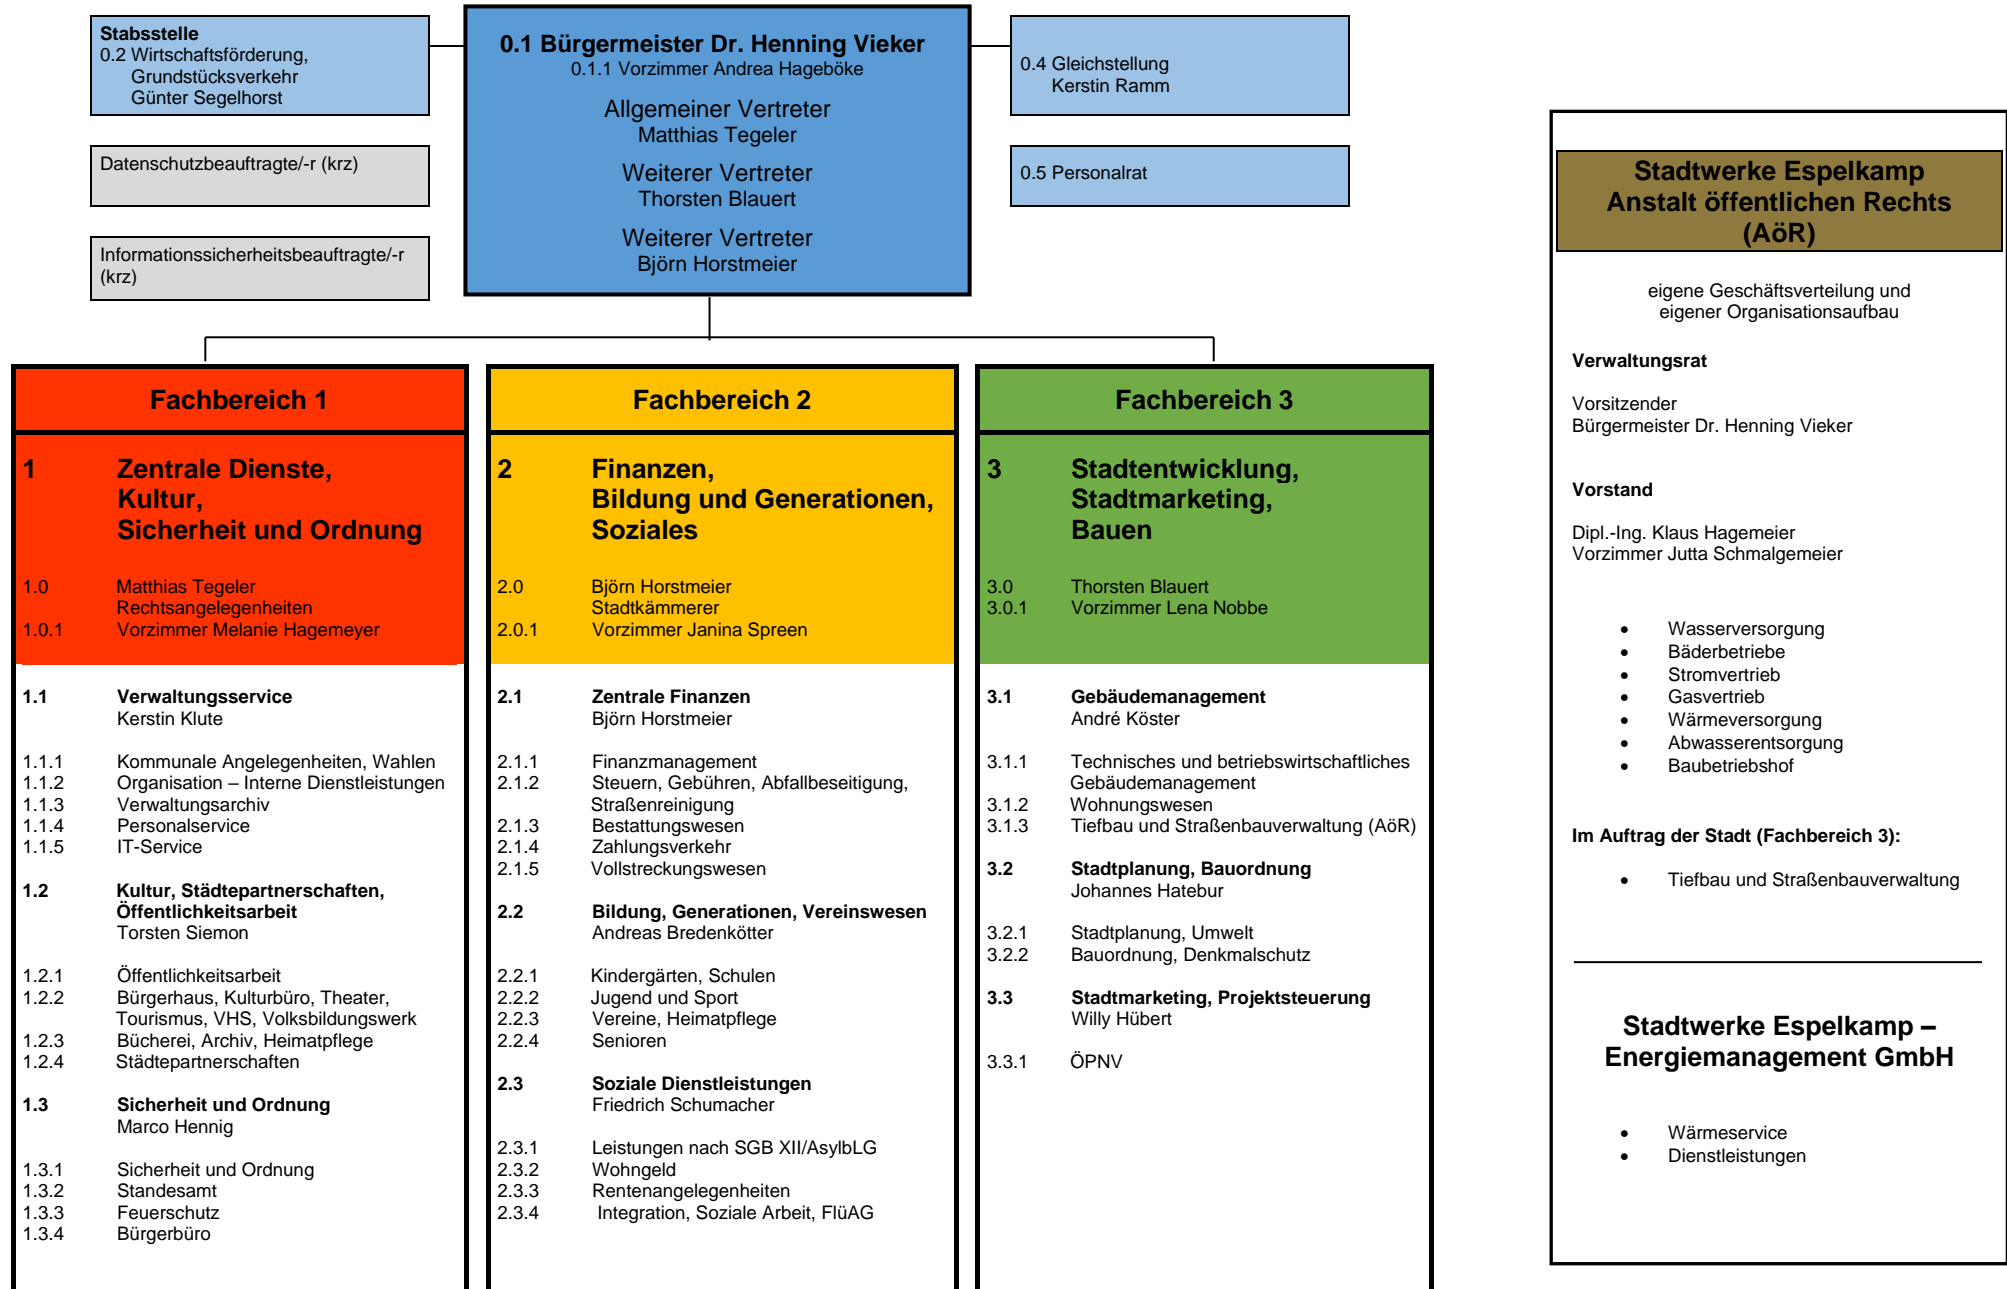 Stabsstelle
0.2 Wirtschaftsförderung,
Grundstücksverkehr
Günter Segelhorst
Datenschutzbeauftragte/-r (krz)
Informationssicherheitsbeauftragte/-r
(krz)
0.1 Bürgermeister Dr. Henning Vieker
0.1.1 Vorzimmer Andrea Hageböke
Allgemeiner Vertreter
Matthias Tegeler
Weiterer Vertreter
Thorsten Blauert
Weiterer Vertreter
Björn Horstmeier
0.4 Gleichstellung
Kerstin Ramm
0.5 Personalrat
Fachbereich 1
1 Zentrale Dienste,
Kultur,
Sicherheit und Ordnung
1.0 Matthias Tegeler
Rechtsangelegenheiten
1.0.1 Vorzimmer Melanie Hagemeyer
1.1 Verwaltungsservice
Kerstin Klute
1.1.1 Kommunale Angelegenheiten, Wahlen
1.1.2 Organisation – Interne Dienstleistungen
1.1.3 Verwaltungsarchiv
1.1.4 Personalservice
1.1.5 IT-Service
1.2 Kultur, Städtepartnerschaften,
Öffentlichkeitsarbeit
Torsten Siemon
1.2.1 Öffentlichkeitsarbeit
1.2.2 Bürgerhaus, Kulturbüro, Theater,
Tourismus, VHS, Volksbildungswerk
1.2.3 Bücherei, Archiv, Heimatpflege
1.2.4 Städtepartnerschaften
1.3 Sicherheit und Ordnung
Marco Hennig
1.3.1 Sicherheit und Ordnung
1.3.2 Standesamt
1.3.3 Feuerschutz
1.3.4 Bürgerbüro
Fachbereich 2
2 Finanzen,
Bildung und Generationen,
Soziales
2.0 Björn Horstmeier
Stadtkämmerer
2.0.1 Vorzimmer Janina Spreen
2.1 Zentrale Finanzen
Björn Horstmeier
2.1.1 Finanzmanagement
2.1.2 Steuern, Gebühren, Abfallbeseitigung,
Straßenreinigung
2.1.3 Bestattungswesen
2.1.4 Zahlungsverkehr
2.1.5 Vollstreckungswesen
2.2 Bildung, Generationen, Vereinswesen
Andreas Bredenkötter
2.2.1 Kindergärten, Schulen
2.2.2 Jugend und Sport
2.2.3 Vereine, Heimatpflege
2.2.4 Senioren
2.3 Soziale Dienstleistungen
Friedrich Schumacher
2.3.1 Leistungen nach SGB XII/AsylbLG
2.3.2 Wohngeld
2.3.3 Rentenangelegenheiten
2.3.4 Integration, Soziale Arbeit, FlüAG
Fachbereich 3
3 Stadtentwicklung,
Stadtmarketing,
Bauen
3.0 Thorsten Blauert
3.0.1 Vorzimmer Lena Nobbe
3.1 Gebäudemanagement
André Köster
3.1.1 Technisches und betriebswirtschaftliches
Gebäudemanagement
3.1.2 Wohnungswesen
3.1.3 Tiefbau und Straßenbauverwaltung (AöR)
3.2 Stadtplanung, Bauordnung
Johannes Hatebur
3.2.1 Stadtplanung, Umwelt
3.2.2 Bauordnung, Denkmalschutz
3.3 Stadtmarketing, Projektsteuerung
Willy Hübert
3.3.1 ÖPNV
Stadtwerke Espelkamp
Anstalt öffentlichen Rechts
(AöR)
eigene Geschäftsverteilung und
eigener Organisationsaufbau
Verwaltungsrat
Vorsitzender
Bürgermeister Dr. Henning Vieker
Vorstand
Dipl.-Ing. Klaus Hagemeier
Vorzimmer Jutta Schmalgemeier
• Wasserversorgung
• Bäderbetriebe
• Stromvertrieb
• Gasvertrieb
• Wärmeversorgung
• Abwasserentsorgung
• Baubetriebshof
Im Auftrag der Stadt (Fachbereich 3):
• Tiefbau und Straßenbauverwaltung
Stadtwerke Espelkamp –
Energiemanagement GmbH
• Wärmeservice
• Dienstleistungen